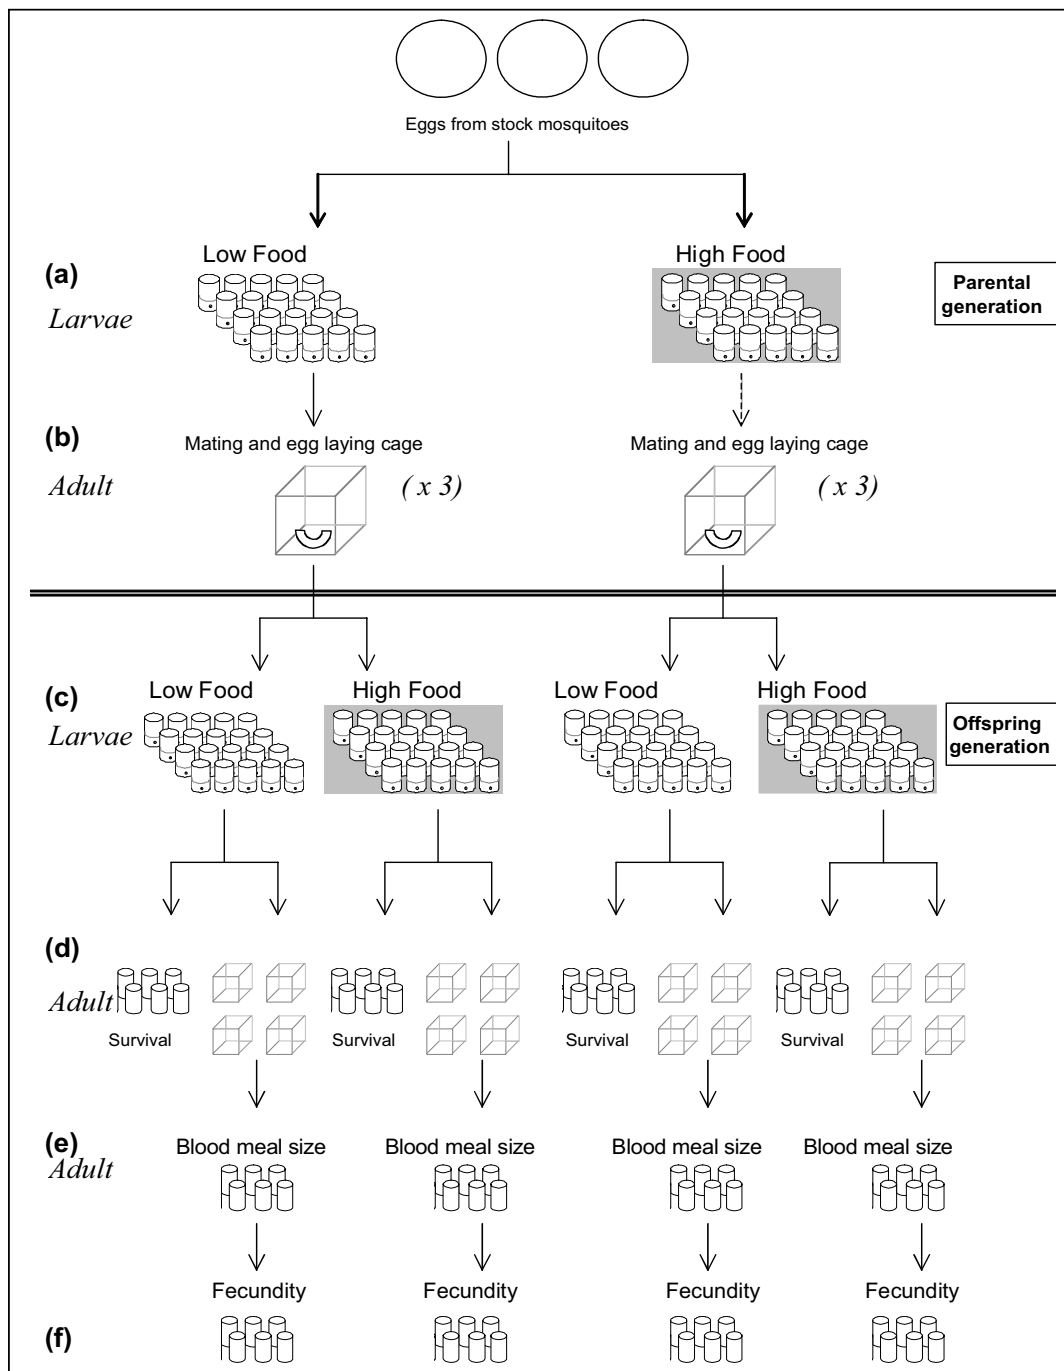 Eggs from stock mosquitoes
Low Food
High Food
(a)
Larvae
Parental
generation
(b)
Mating and egg laying cage
Mating and egg laying cage
Adult
( x 3)
( x 3)
(c)
Low Food
High Food
Low Food
High Food
Larvae
Offspring
generation
(d)
Adult
Survival
Survival
Survival
Survival
(e)
Blood meal size
Blood meal size
Blood meal size
Blood meal size
Adult
Fecundity
Fecundity
Fecundity
Fecundity
(f)